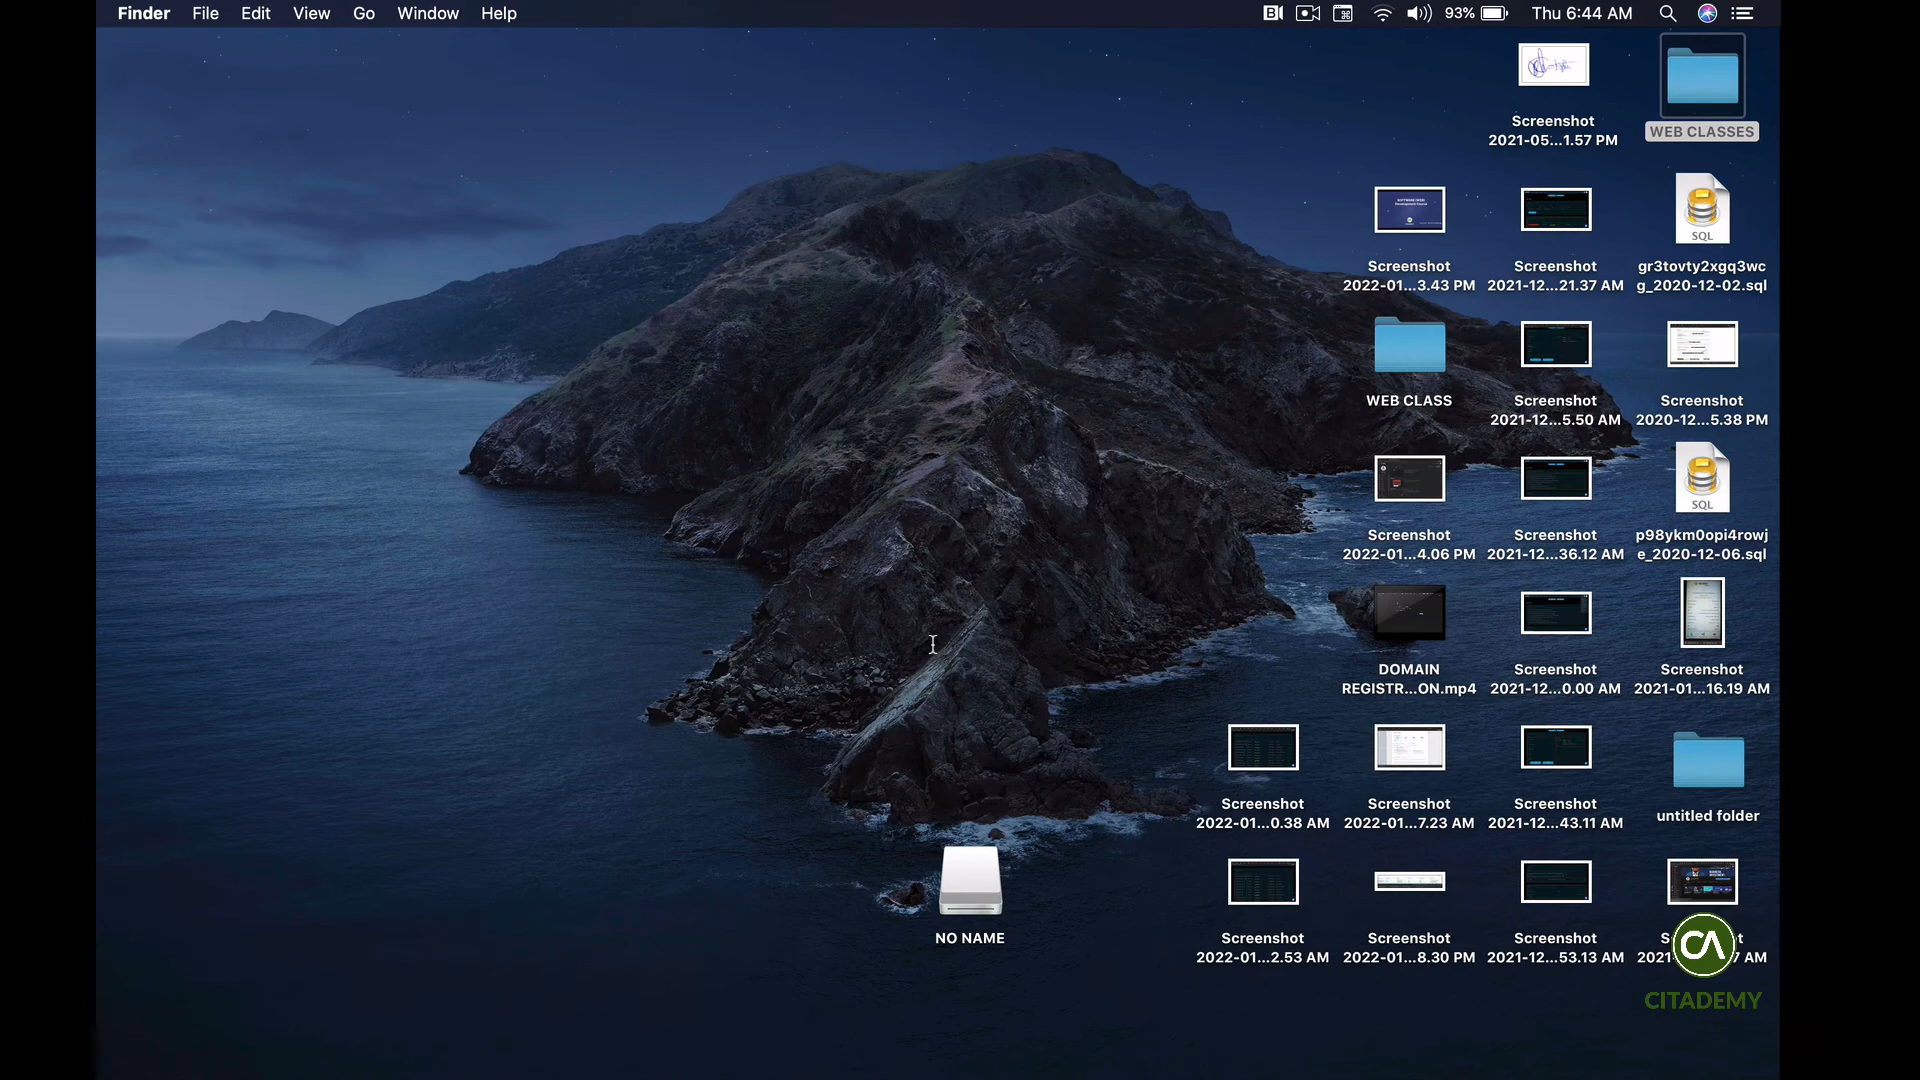 Finder File Edit View Go Window Help 93% Thu 6:44 AM
Screenshot
2021-05...1.57 PM
WEB CLASSES
Screenshot
2022-01...3.43 PM
Screenshot
2021-12...21.37 AM
SQL
gr3tovty2xgq3wc
g_2020-12-02.sql
WEB CLASS
Screenshot
2021-12...5.50 AM
Screenshot
2020-12...5.38 PM
Screenshot
2022-01...4.06 PM
Screenshot
2021-12...36.12 AM
SQL
p98ykm0opi4rowj
e_2020-12-06.sql
DOMAIN
REGISTR...ON.mp4
Screenshot
2021-12...0.00 AM
Screenshot
2021-01...16.19 AM
Screenshot
2022-01...0.38 AM
Screenshot
2022-01...7.23 AM
Screenshot
2021-12...43.11 AM
untitled folder
NO NAME
Screenshot
2022-01...2.53 AM
Screenshot
2022-01...8.30 PM
Screenshot
2021-12...53.13 AM
CA
CITADEMY